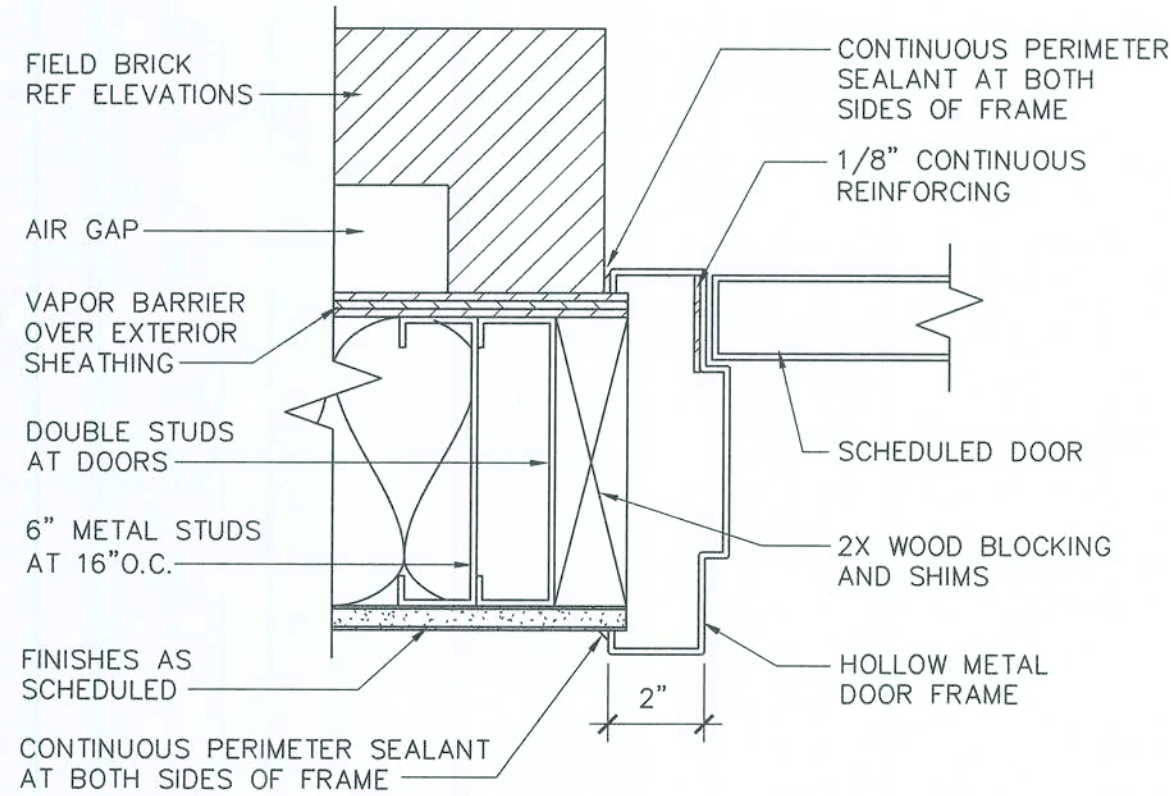 FIELD BRICK
REF ELEVATIONS
AIR GAP
VAPOR BARRIER
OVER EXTERIOR
SHEATHING
DOUBLE STUDS
AT DOORS
6" METAL STUDS
AT 16"O.C.
FINISHES AS
SCHEDULED
CONTINUOUS PERIMETER SEALANT
AT BOTH SIDES OF FRAME
2"
CONTINUOUS PERIMETER
SEALANT AT BOTH
SIDES OF FRAME
1/8" CONTINUOUS
REINFORCING
SCHEDULED DOOR
2X WOOD BLOCKING
AND SHIMS
HOLLOW METAL
DOOR FRAME